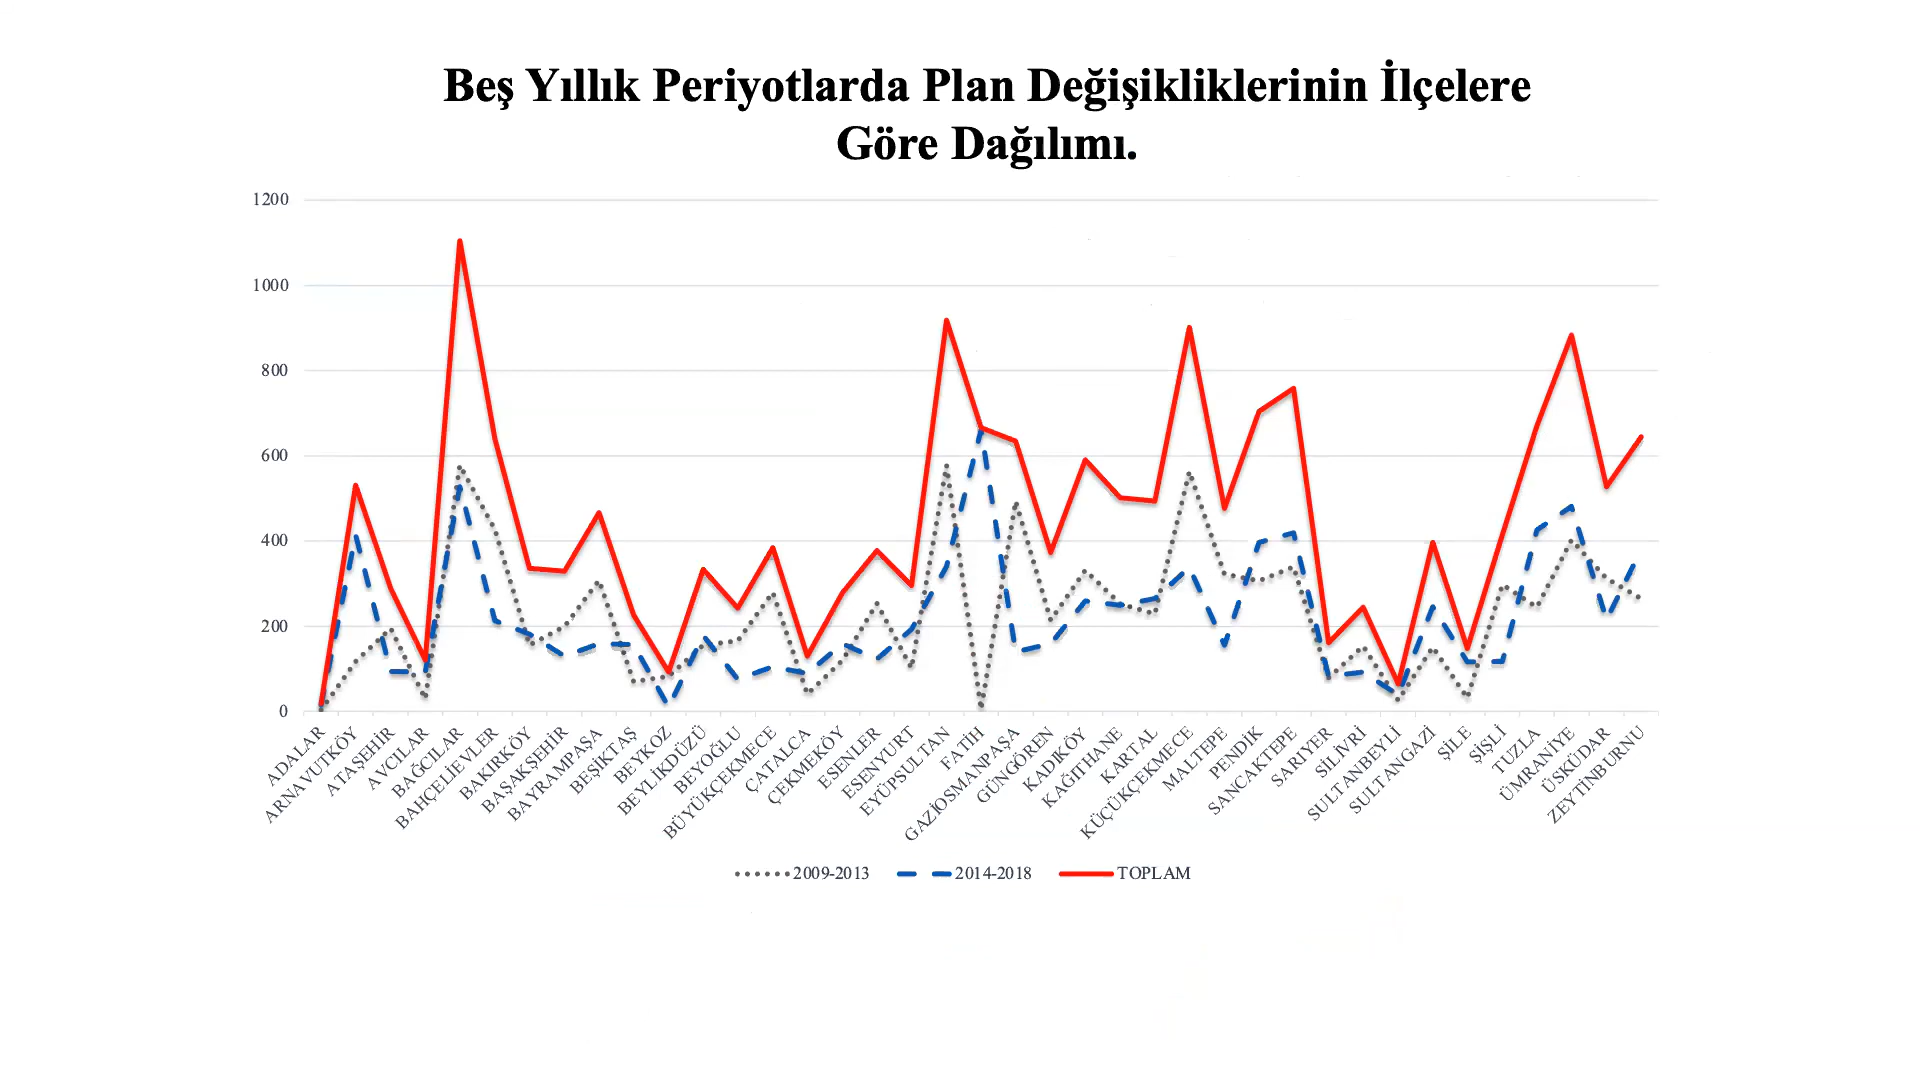 Beş Yıllık Periyotlarda Plan Değişikliklerinin İlçelere
Göre Dağılımı.
1200
1000
800
600
400
200
0
ADALAR
ARNAVUTKÖY
ATAŞEHİR
AVCILAR
BAĞCILAR
BAHÇELİEVLER
BAKIRKÖY
BAŞAKŞEHİR
BAYRAMPAŞA
BEŞİKTAŞ
BEYKOZ
BEYLİKDÜZÜ
BEYOĞLU
BÜYÜKÇEKMECE
ÇATALCA
ÇEKMEKÖY
ESENLER
ESENYURT
EYÜPSULTAN
FATİH
GAZİOSMANPAŞA
GÜNGÖREN
KADIKÖY
KAĞITHANE
KARTAL
KÜÇÜKÇEKMECE
MALTEPE
PENDİK
SANCAKTEPE
SARIYER
SİLİVRİ
SULTANBEYLİ
SULTANGAZİ
ŞİLE
ŞİŞLİ
TUZLA
ÜMRANİYE
ÜSKÜDAR
ZEYTİNBURNU
2009-2013
2014-2018
TOPLAM